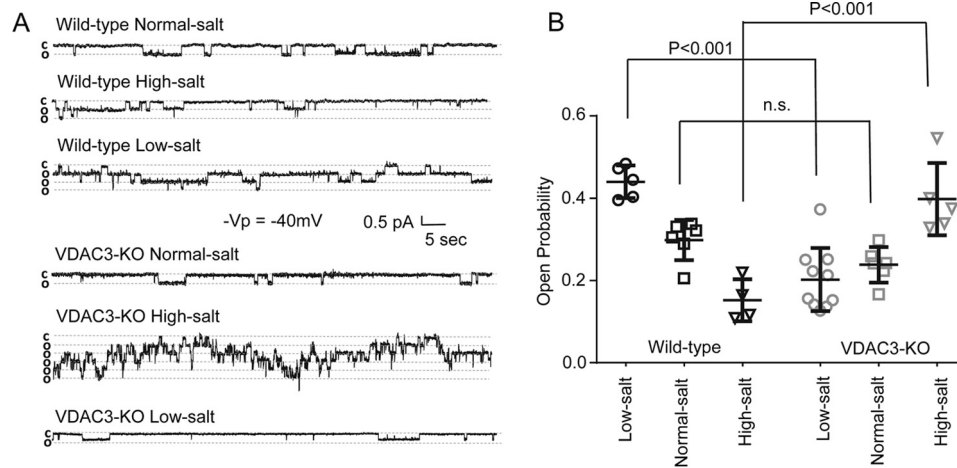 A
Wild-type Normal-salt
c
o
Wild-type High-salt
c
o
o
Wild-type Low-salt
c
o
o
o
-Vp = -40mV
0.5 pA
5 sec
VDAC3-KO Normal-salt
c
o
VDAC3-KO High-salt
c
o
o
o
o
VDAC3-KO Low-salt
c
o
B
P<0.001
P<0.001
n.s.
Open Probability
0.6
0.4
0.2
0.0
Wild-type
VDAC3-KO
Low-salt
Normal-salt
High-salt
Low-salt
Normal-salt
High-salt